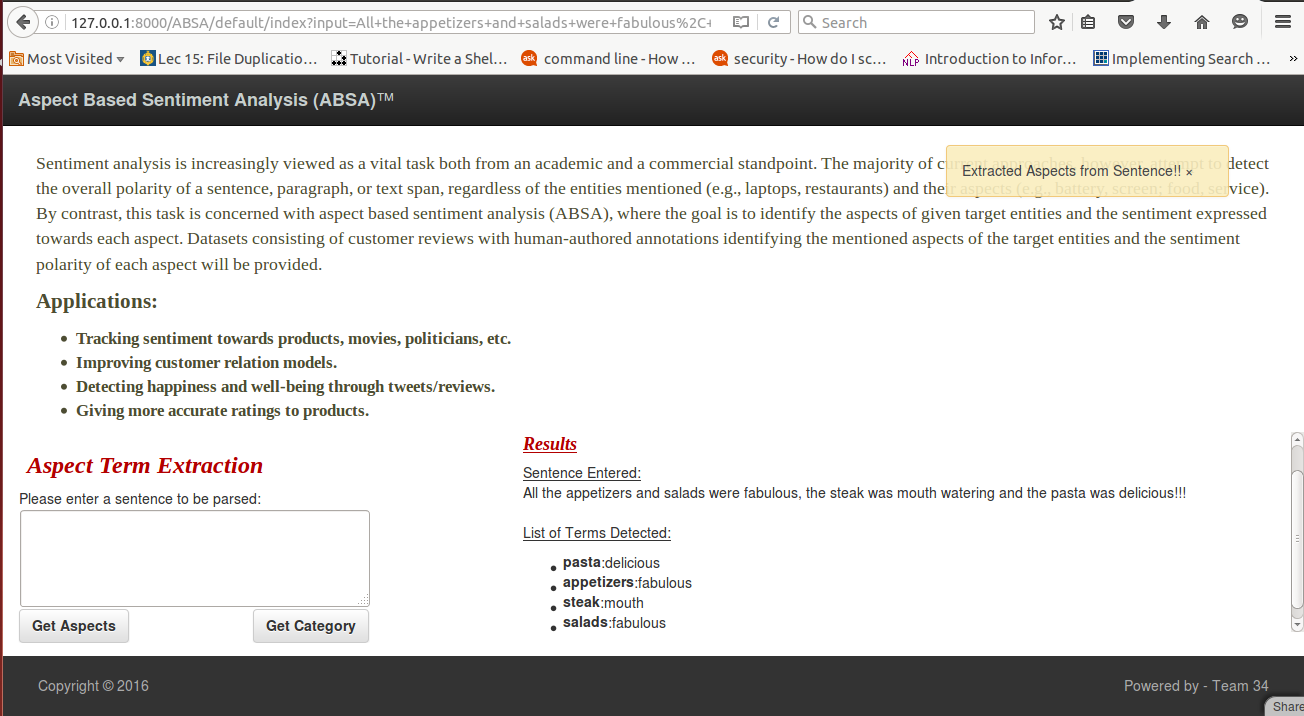 127.0.0.1:8000/ABSA/default/index?input=All+the+appetizers+and+salads+were+fabulous%2C+ Search
Most Visited Lec 15: File Duplicatio... Tutorial - Write a Shel... ask command line - How ... ask security - How do I sc... NLP Introduction to Infor... Implementing Search ... »
Aspect Based Sentiment Analysis (ABSA)™
Sentiment analysis is increasingly viewed as a vital task both from an academic and a commercial standpoint. The majority of current approaches, however, attempt to detect
Extracted Aspects from Sentence!! ×
the overall polarity of a sentence, paragraph, or text span, regardless of the entities mentioned (e.g., laptops, restaurants) and their aspects (e.g., battery, screen; food, service).
By contrast, this task is concerned with aspect based sentiment analysis (ABSA), where the goal is to identify the aspects of given target entities and the sentiment expressed
towards each aspect. Datasets consisting of customer reviews with human-authored annotations identifying the mentioned aspects of the target entities and the sentiment
polarity of each aspect will be provided.
Applications:
• Tracking sentiment towards products, movies, politicians, etc.
• Improving customer relation models.
• Detecting happiness and well-being through tweets/reviews.
• Giving more accurate ratings to products.
Aspect Term Extraction
Please enter a sentence to be parsed:
Get Aspects Get Category
Results
Sentence Entered:
All the appetizers and salads were fabulous, the steak was mouth watering and the pasta was delicious!!!
List of Terms Detected:
• pasta:delicious
• appetizers:fabulous
• steak:mouth
• salads:fabulous
Copyright © 2016 Powered by - Team 34
Share